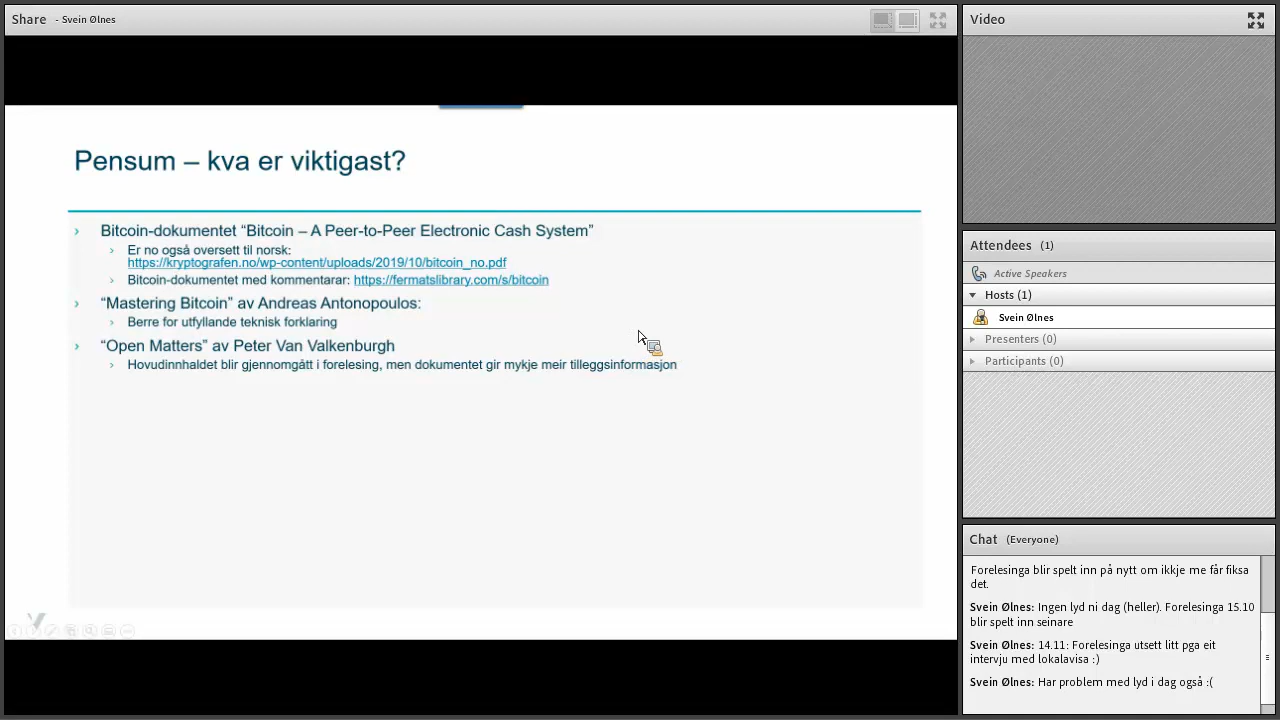 Share - Svein Ølnes
Pensum – kva er viktigast?
› Bitcoin-dokumentet “Bitcoin – A Peer-to-Peer Electronic Cash System”
› Er no også oversett til norsk:
https://kryptografen.no/wp-content/uploads/2019/10/bitcoin_no.pdf
› Bitcoin-dokumentet med kommentarar: https://fermatslibrary.com/s/bitcoin
› “Mastering Bitcoin” av Andreas Antonopoulos:
› Berre for utfyllande teknisk forklaring
› “Open Matters” av Peter Van Valkenburgh
› Hovudinnhaldet blir gjennomgått i forelesing, men dokumentet gir mykje meir tilleggsinformasjon
Video
Attendees (1)
Active Speakers
Hosts (1)
Svein Ølnes
Presenters (0)
Participants (0)
Chat (Everyone)
Forelesinga blir spelt inn på nytt om ikkje me får fiksa
det.
Svein Ølnes: Ingen lyd ni dag (heller). Forelesinga 15.10
blir spelt inn seinare
Svein Ølnes: 14.11: Forelesinga utsett litt pga eit
intervju med lokalavisa :)
Svein Ølnes: Har problem med lyd i dag også :(